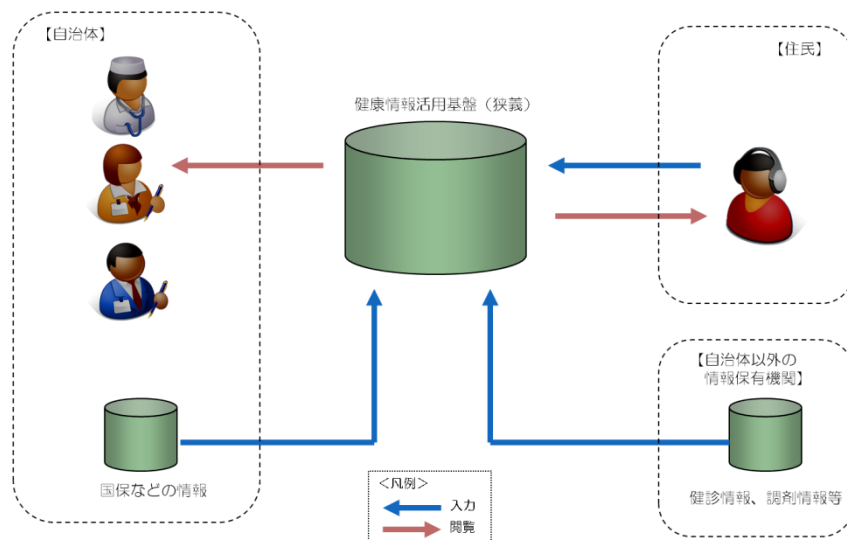 【自治体】
【住民】
健康情報活用基盤（狭義）
【自治体以外の
情報保有機関】
国保などの情報
健診情報、調剤情報等
＜凡例＞
入力
閲覧